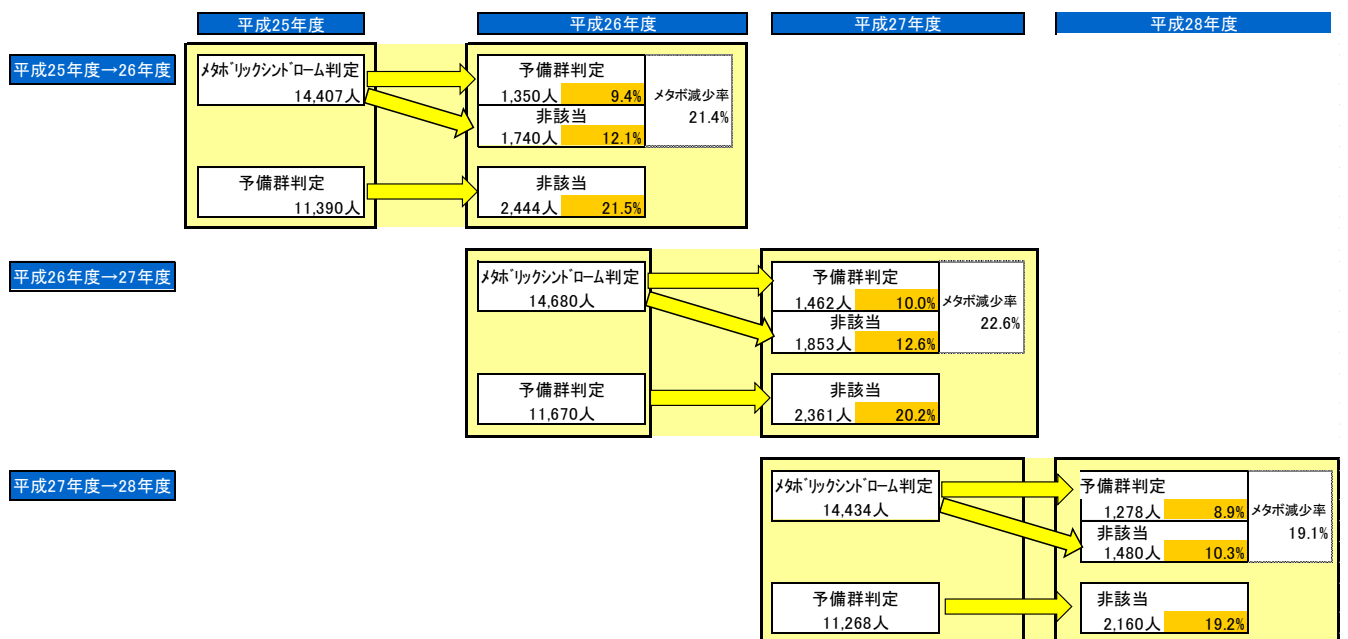 平成25年度 平成26年度 平成27年度 平成28年度
平成25年度→26年度
メタボリックシンドローム判定
14,407人
予備群判定
1,350人 9.4%
非該当
1,740人 12.1%
メタボ減少率
21.4%
予備群判定
11,390人
非該当
2,444人 21.5%
平成26年度→27年度
メタボリックシンドローム判定
14,680人
予備群判定
1,462人 10.0%
非該当
1,853人 12.6%
メタボ減少率
22.6%
予備群判定
11,670人
非該当
2,361人 20.2%
平成27年度→28年度
メタボリックシンドローム判定
14,434人
予備群判定
1,278人 8.9%
非該当
1,480人 10.3%
メタボ減少率
19.1%
予備群判定
11,268人
非該当
2,160人 19.2%